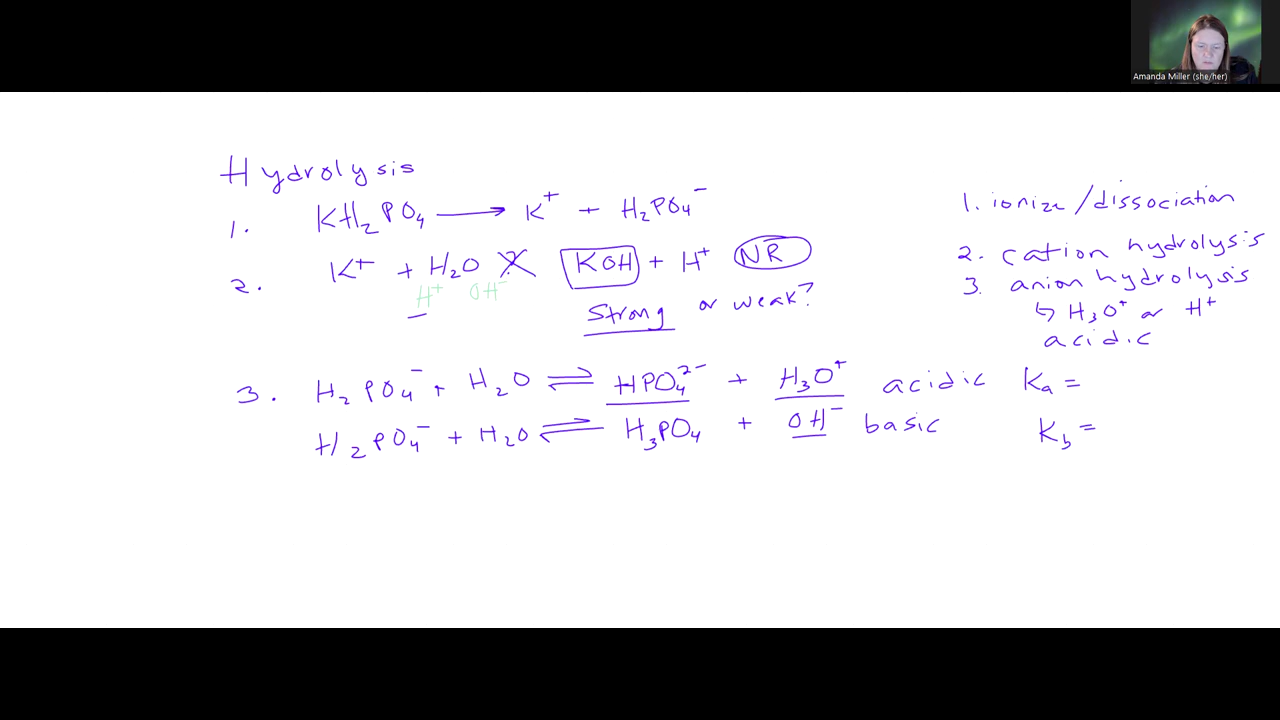 Amanda Miller (she/her)
Hydrolysis
1. KH₂PO₄ ⟶ K⁺ + H₂PO₄⁻
2. K⁺ + H₂O KOH + H⁺ NR
H⁺ OH⁻
Strong or weak?
3. H₂PO₄⁻ + H₂O ⇌ HPO₄²⁻ + H₃O⁺ acidic Ka =
H₂PO₄⁻ + H₂O ⇌ H₃PO₄ + OH⁻ basic Kb =
1. ionize/dissociation
2. cation hydrolysis
3. anion hydrolysis
↳ H₃O⁺ or H⁺
acidic